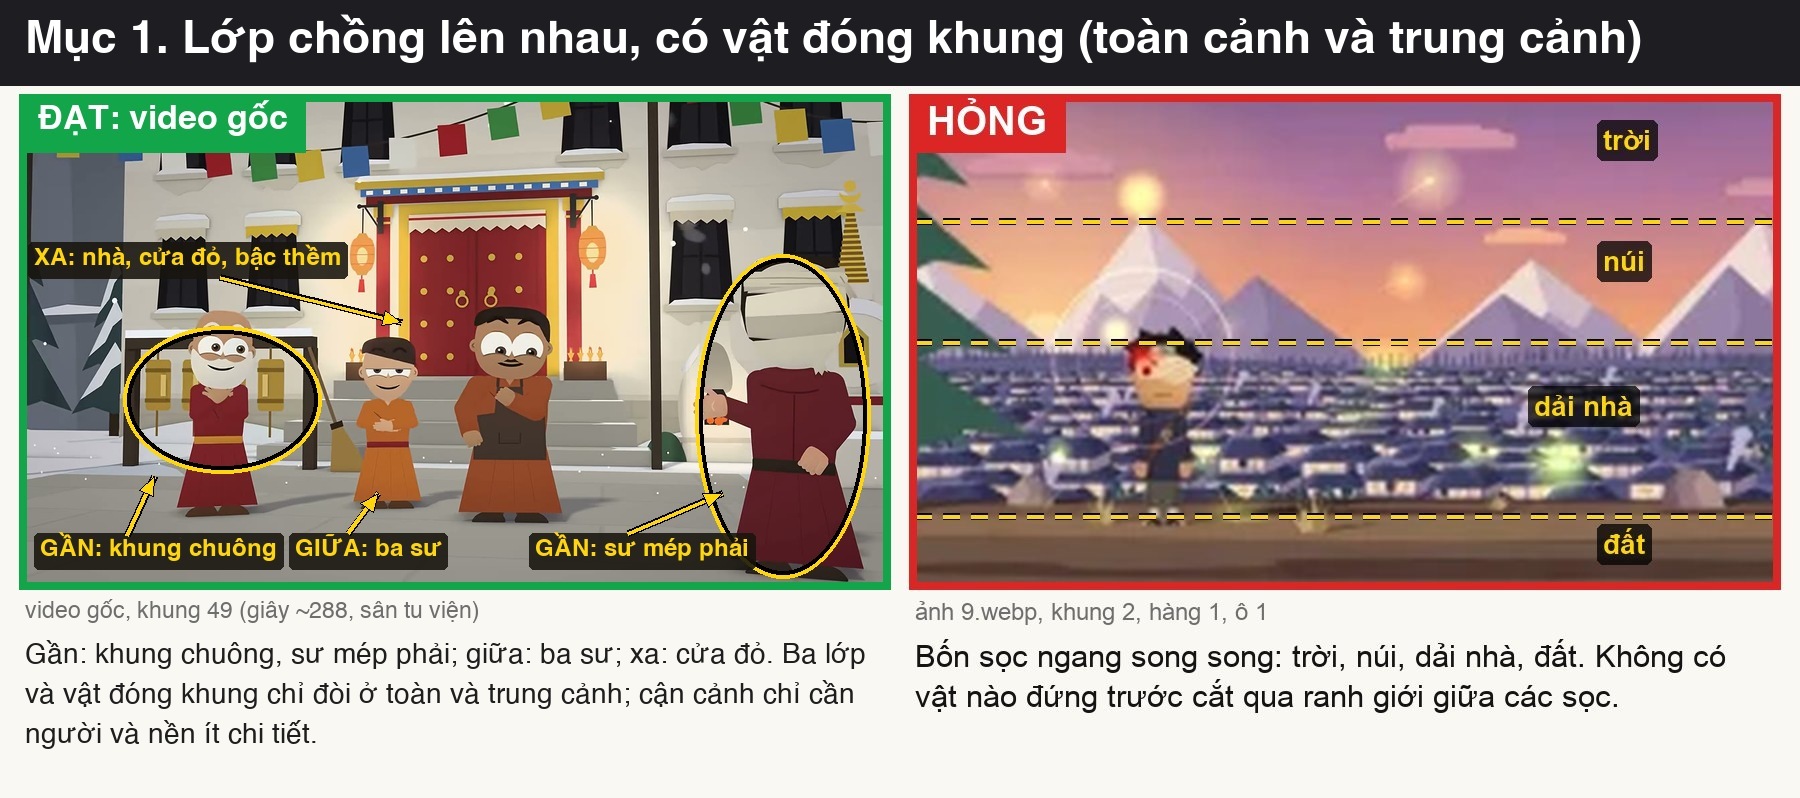 Mục 1. Lớp chồng lên nhau, có vật đóng khung (toàn cảnh và trung cảnh)
ĐẠT: video gốc
XA: nhà, cửa đỏ, bậc thềm
GẦN: khung chuông
GIỮA: ba sư
GẦN: sư mép phải
video gốc, khung 49 (giây ~288, sân tu viện)
Gần: khung chuông, sư mép phải; giữa: ba sư; xa: cửa đỏ. Ba lớp
và vật đóng khung chỉ đòi ở toàn và trung cảnh; cận cảnh chỉ cần
người và nền ít chi tiết.
HỎNG
trời
núi
dải nhà
đất
ảnh 9.webp, khung 2, hàng 1, ô 1
Bốn sọc ngang song song: trời, núi, dải nhà, đất. Không có
vật nào đứng trước cắt qua ranh giới giữa các sọc.